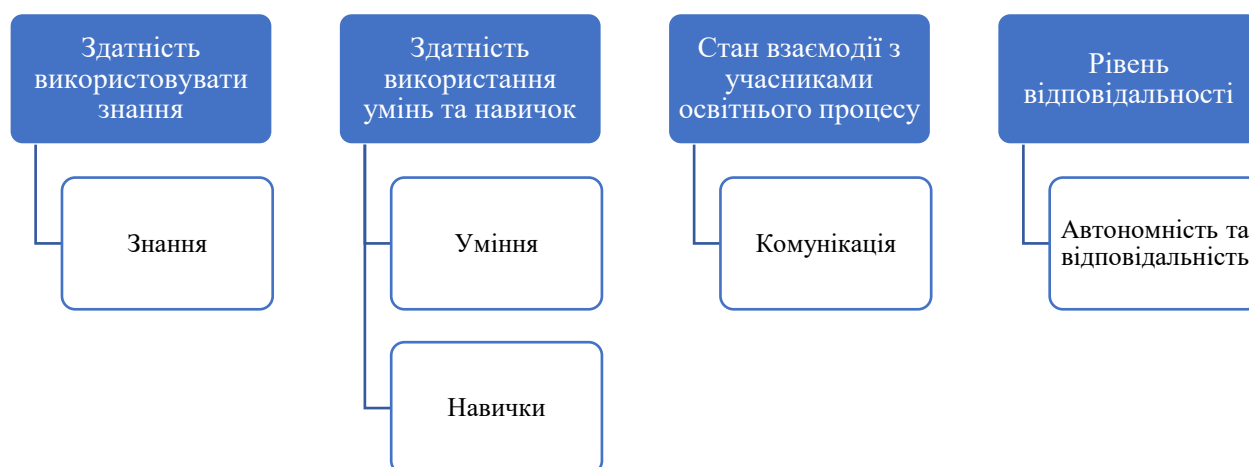 Здатність
використовувати
знання
Знання
Здатність
використання
умінь та навичок
Уміння
Навички
Стан взаємодії з
учасниками
освітнього процесу
Комунікація
Рівень
відповідальності
Автономність та
відповідальність